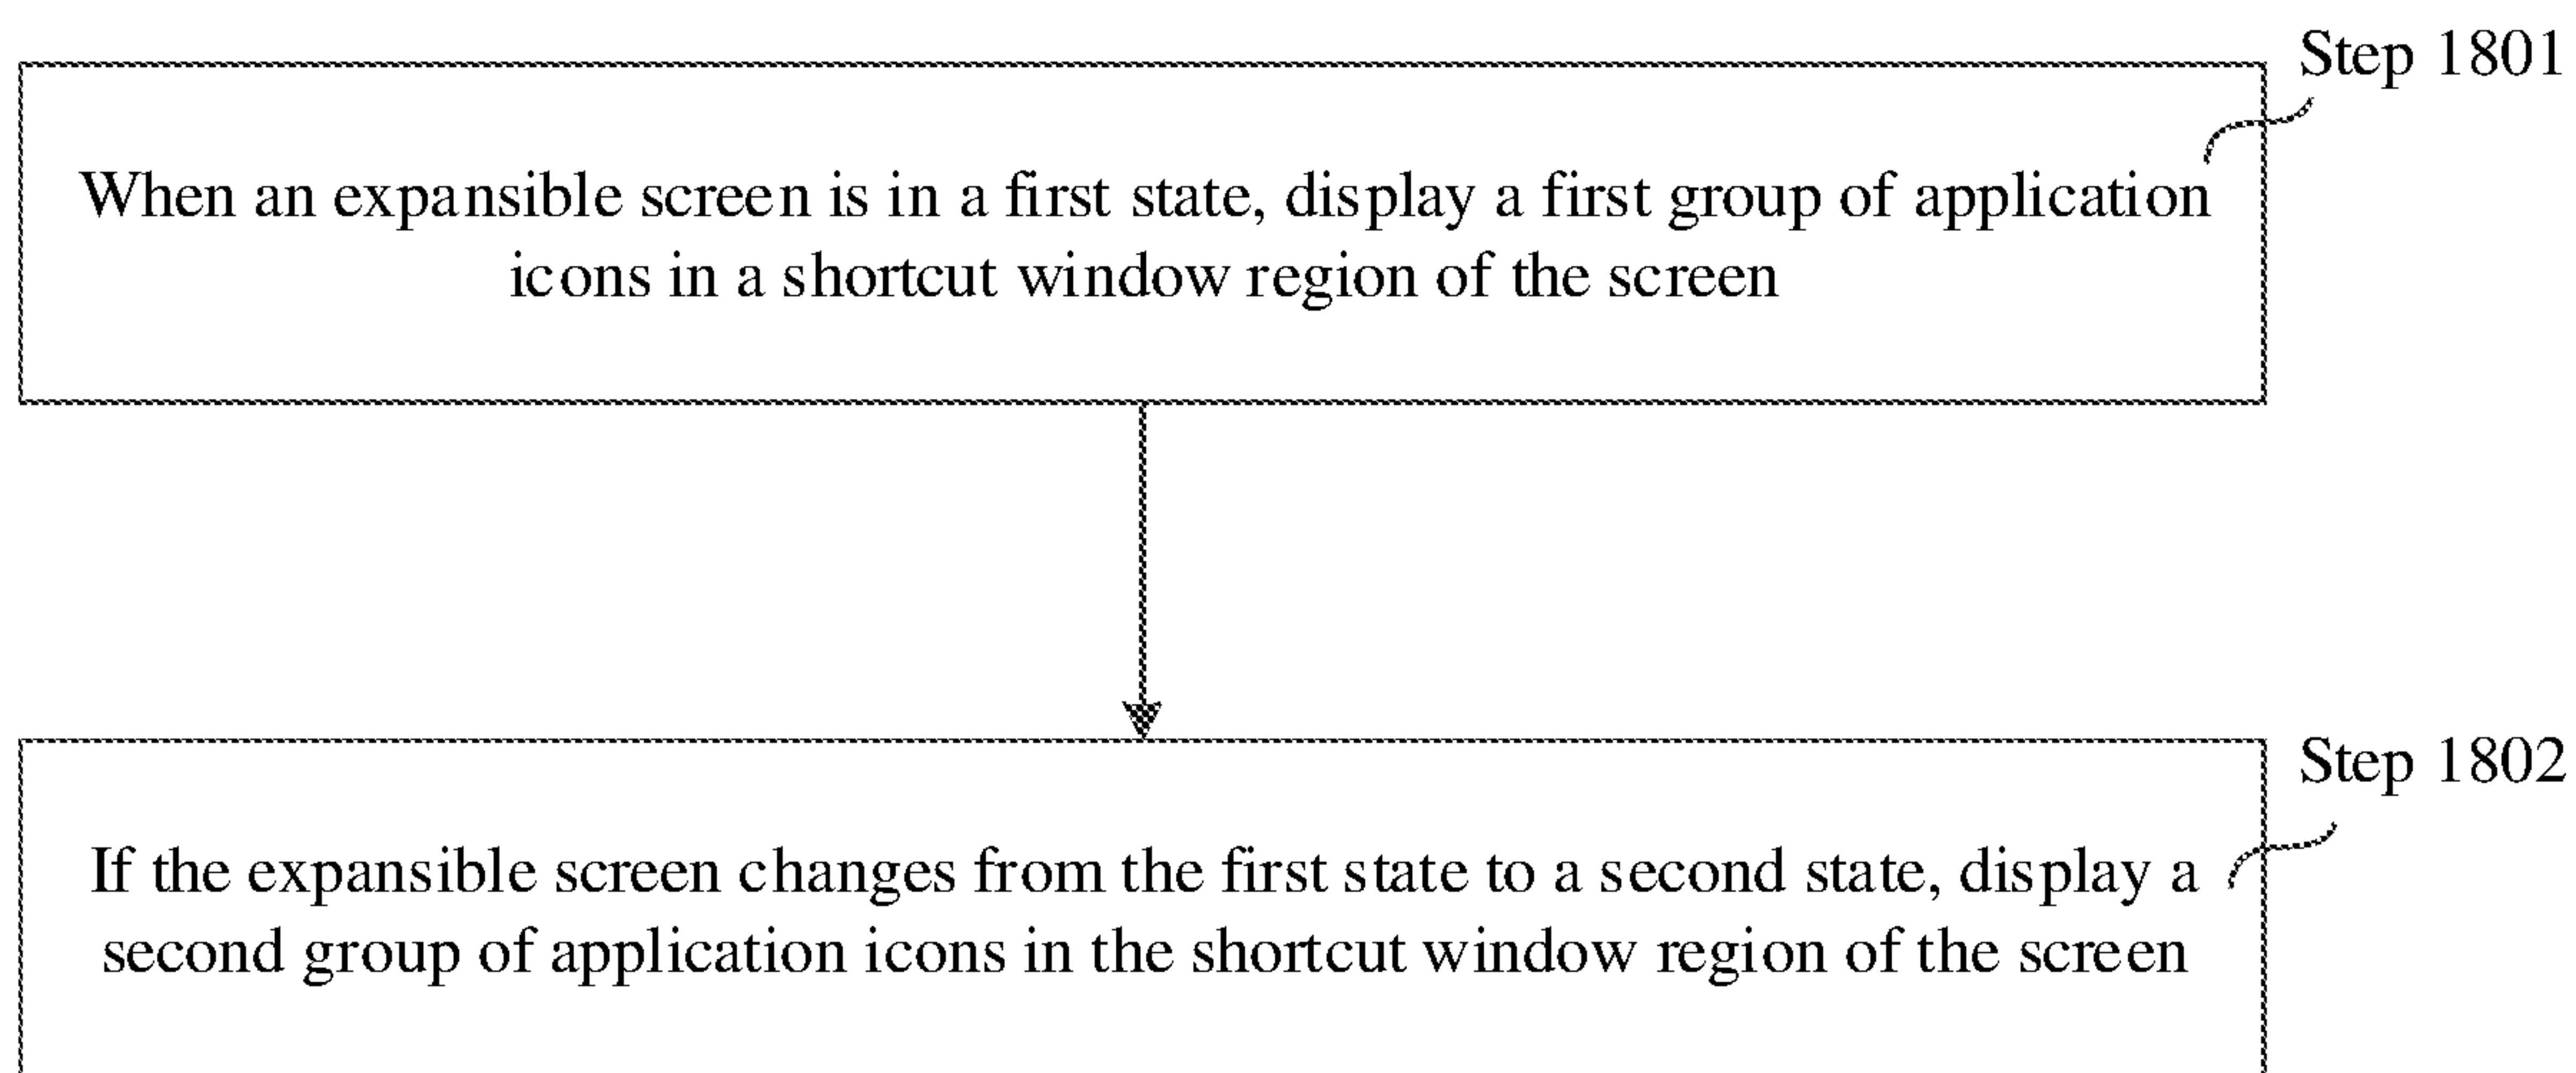 Step 1801
When an expansible screen is in a first state, display a first group of application
icons in a shortcut window region of the screen
Step 1802
If the expansible screen changes from the first state to a second state, display a
second group of application icons in the shortcut window region of the screen